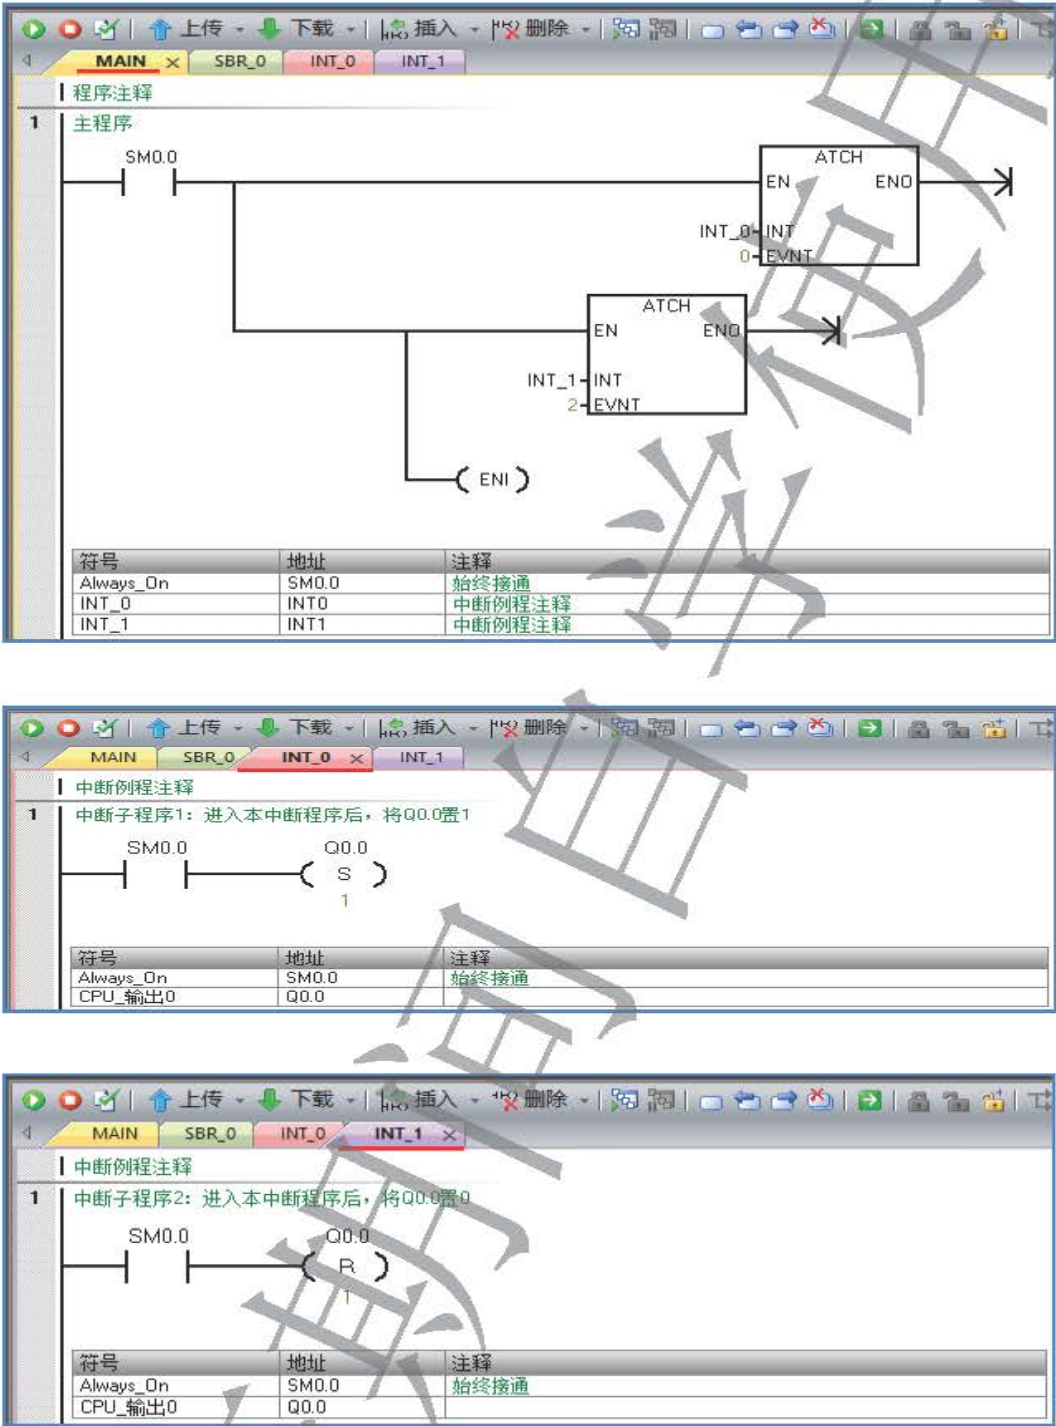 上传 下载 插入 删除
MAIN SBR_0 INT_0 INT_1
程序注释
1 主程序
SM0.0
ATCH
EN ENO
INT_0 INT
0 EVNT
ATCH
EN ENO
INT_1 INT
2 EVNT
ENI
符号 地址 注释
Always_On SM0.0 始终接通
INT_0 INT0 中断例程注释
INT_1 INT1 中断例程注释
上传 下载 插入 删除
MAIN SBR_0 INT_0 INT_1
中断例程注释
1 中断子程序1：进入本中断程序后，将Q0.0置1
SM0.0 Q0.0
S
1
符号 地址 注释
Always_On SM0.0 始终接通
CPU_输出0 Q0.0
上传 下载 插入 删除
MAIN SBR_0 INT_0 INT_1
中断例程注释
1 中断子程序2：进入本中断程序后，将Q0.0置0
SM0.0 Q0.0
R
1
符号 地址 注释
Always_On SM0.0 始终接通
CPU_输出0 Q0.0